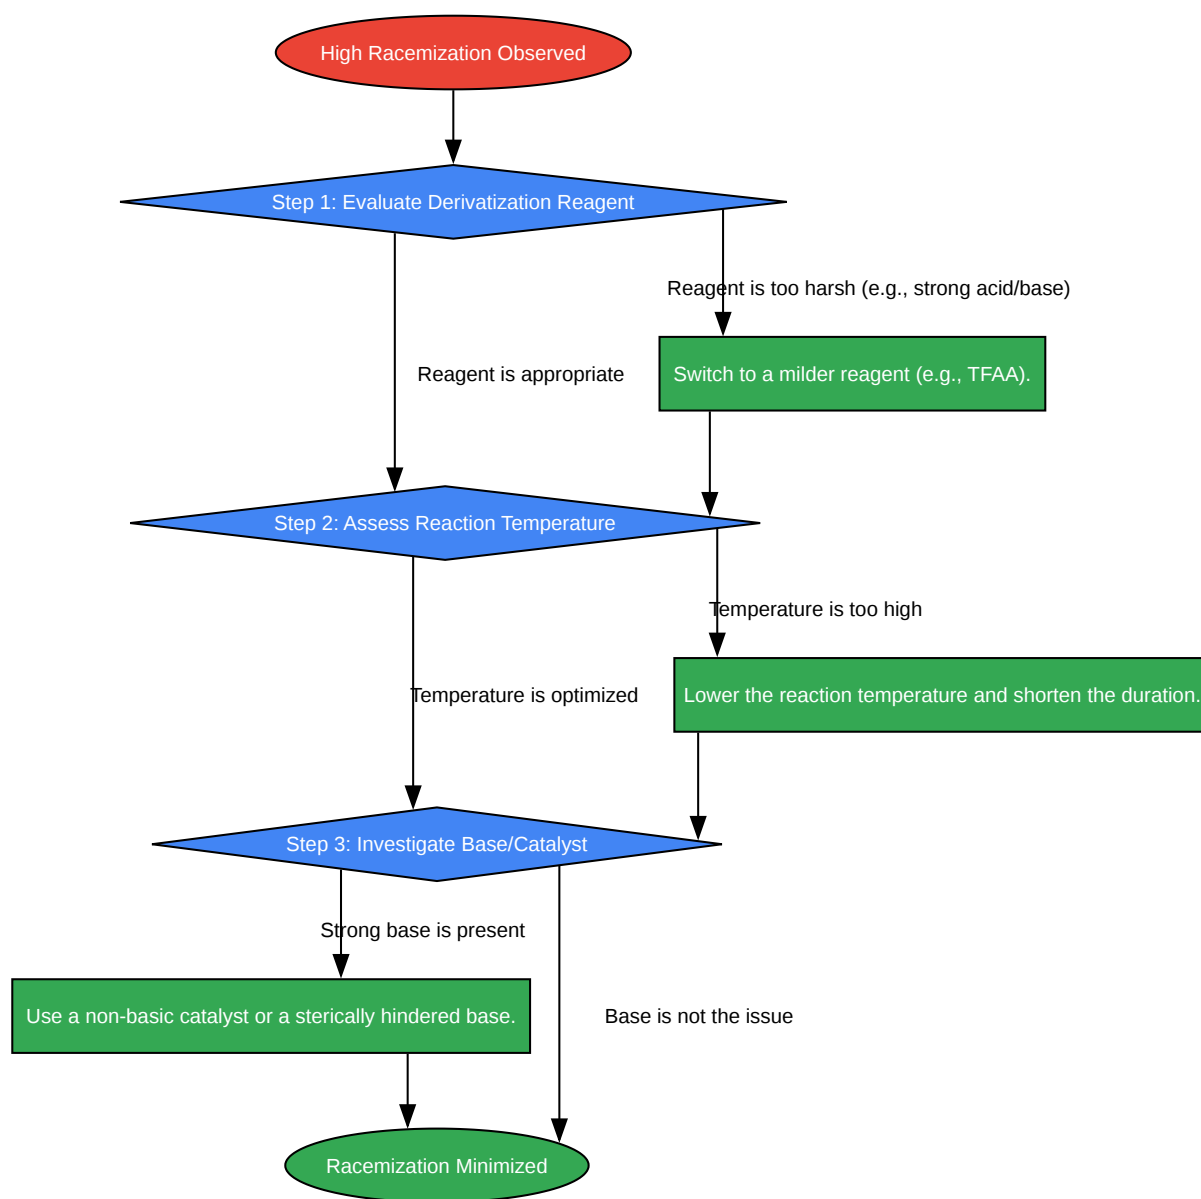 High Racemization Observed
Step 1: Evaluate Derivatization Reagent
Reagent is too harsh (e.g., strong acid/base)
Reagent is appropriate
Switch to a milder reagent (e.g., TFAA).
Step 2: Assess Reaction Temperature
Temperature is too high
Temperature is optimized
Lower the reaction temperature and shorten the duration.
Step 3: Investigate Base/Catalyst
Strong base is present
Use a non-basic catalyst or a sterically hindered base.
Base is not the issue
Racemization Minimized